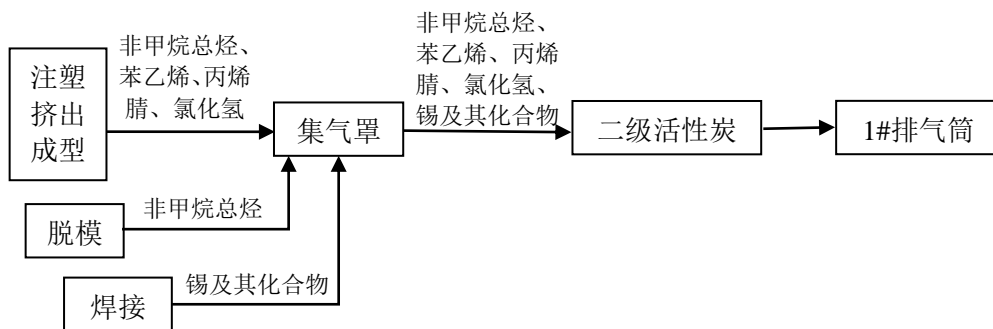 注塑
挤出
成型
非甲烷总烃、
苯乙烯、丙烯
腈、氯化氢
集气罩
非甲烷总烃、
苯乙烯、丙烯
腈、氯化氢、
锡及其化合物
二级活性炭
1#排气筒
脱模
非甲烷总烃
焊接
锡及其化合物